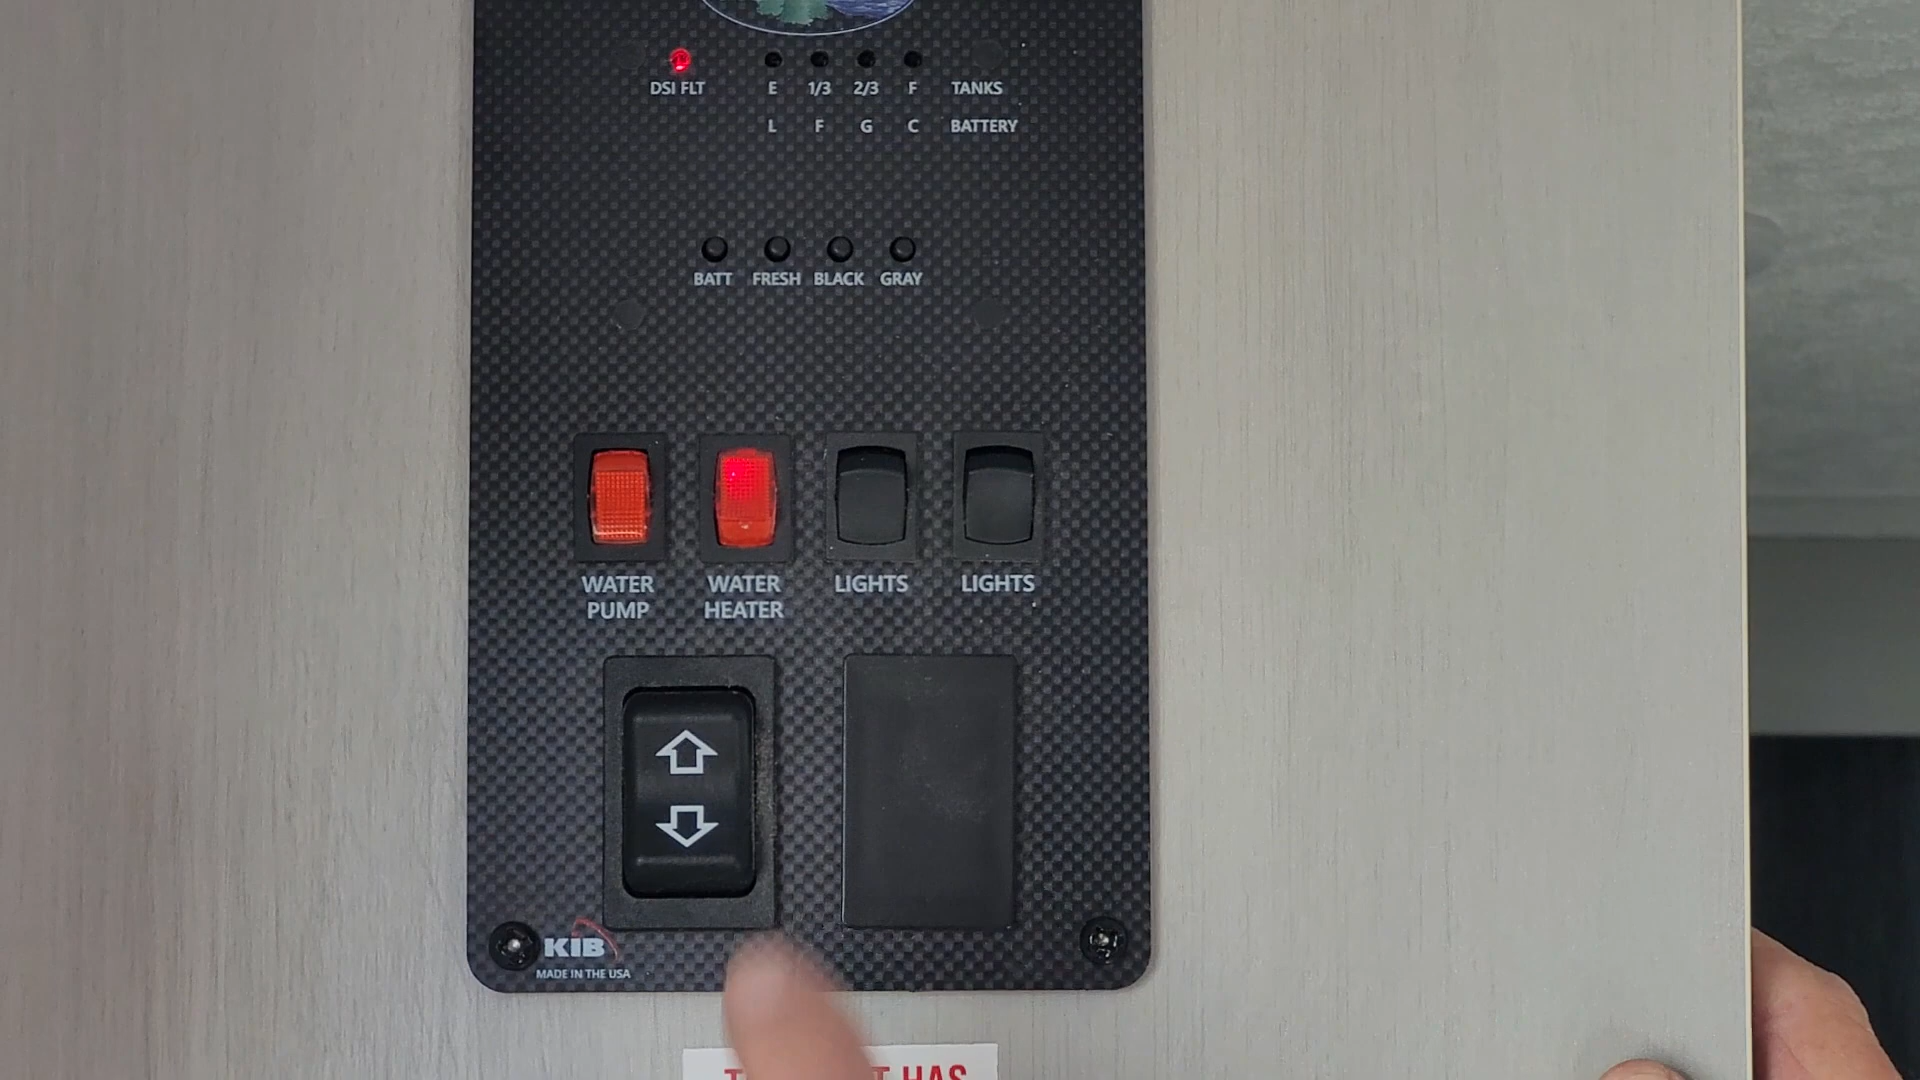 DSI FLT E 1/3 2/3 F TANKS
L F G C BATTERY
BATT FRESH BLACK GRAY
WATER PUMP
WATER HEATER
LIGHTS
LIGHTS
KIB
MADE IN THE USA
HAS